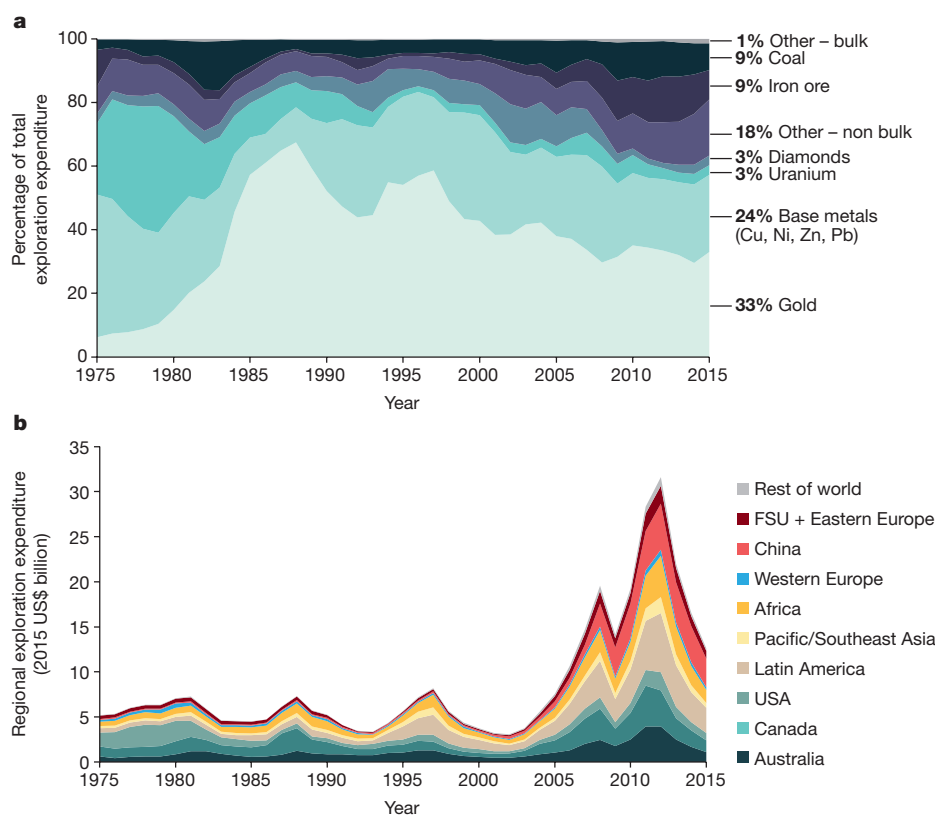 a
Percentage of total
exploration expenditure
100
80
60
40
20
0
1975 1980 1985 1990 1995 2000 2005 2010 2015
Year
1% Other – bulk
9% Coal
9% Iron ore
18% Other – non bulk
3% Diamonds
3% Uranium
24% Base metals
(Cu, Ni, Zn, Pb)
33% Gold
b
Regional exploration expenditure
(2015 US$ billion)
35
30
25
20
15
10
5
0
1975 1980 1985 1990 1995 2000 2005 2010 2015
Year
Rest of world
FSU + Eastern Europe
China
Western Europe
Africa
Pacific/Southeast Asia
Latin America
USA
Canada
Australia